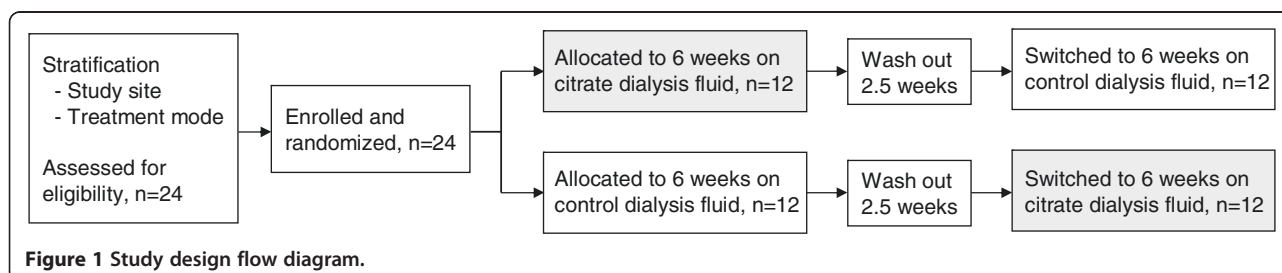 Stratification
- Study site
- Treatment mode
Assessed for
eligibility, n=24
Enrolled and
randomized, n=24
Allocated to 6 weeks on
citrate dialysis fluid, n=12
Wash out
2.5 weeks
Switched to 6 weeks on
control dialysis fluid, n=12
Allocated to 6 weeks on
control dialysis fluid, n=12
Wash out
2.5 weeks
Switched to 6 weeks on
citrate dialysis fluid, n=12
Figure 1 Study design flow diagram.